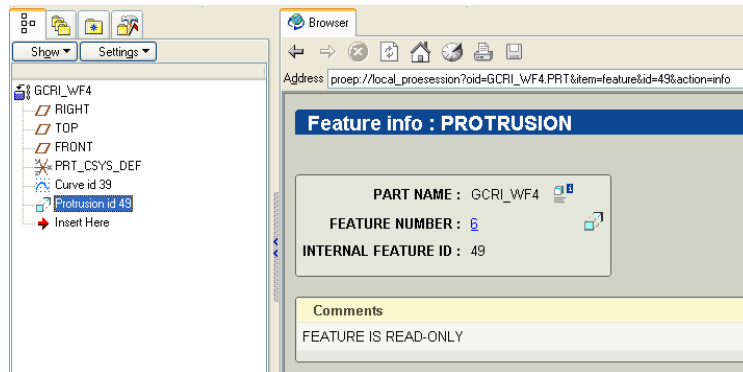 Show Settings
GCRI_WF4
RIGHT
TOP
FRONT
PRT_CSYS_DEF
Curve id 39
Protrusion id 49
Insert Here
Browser
Address proep://local_proesession?oid=GCRI_WF4.PRT&item=feature&id=49&action=info
Feature info : PROTRUSION
PART NAME : GCRI_WF4
FEATURE NUMBER : 6
INTERNAL FEATURE ID : 49
Comments
FEATURE IS READ-ONLY